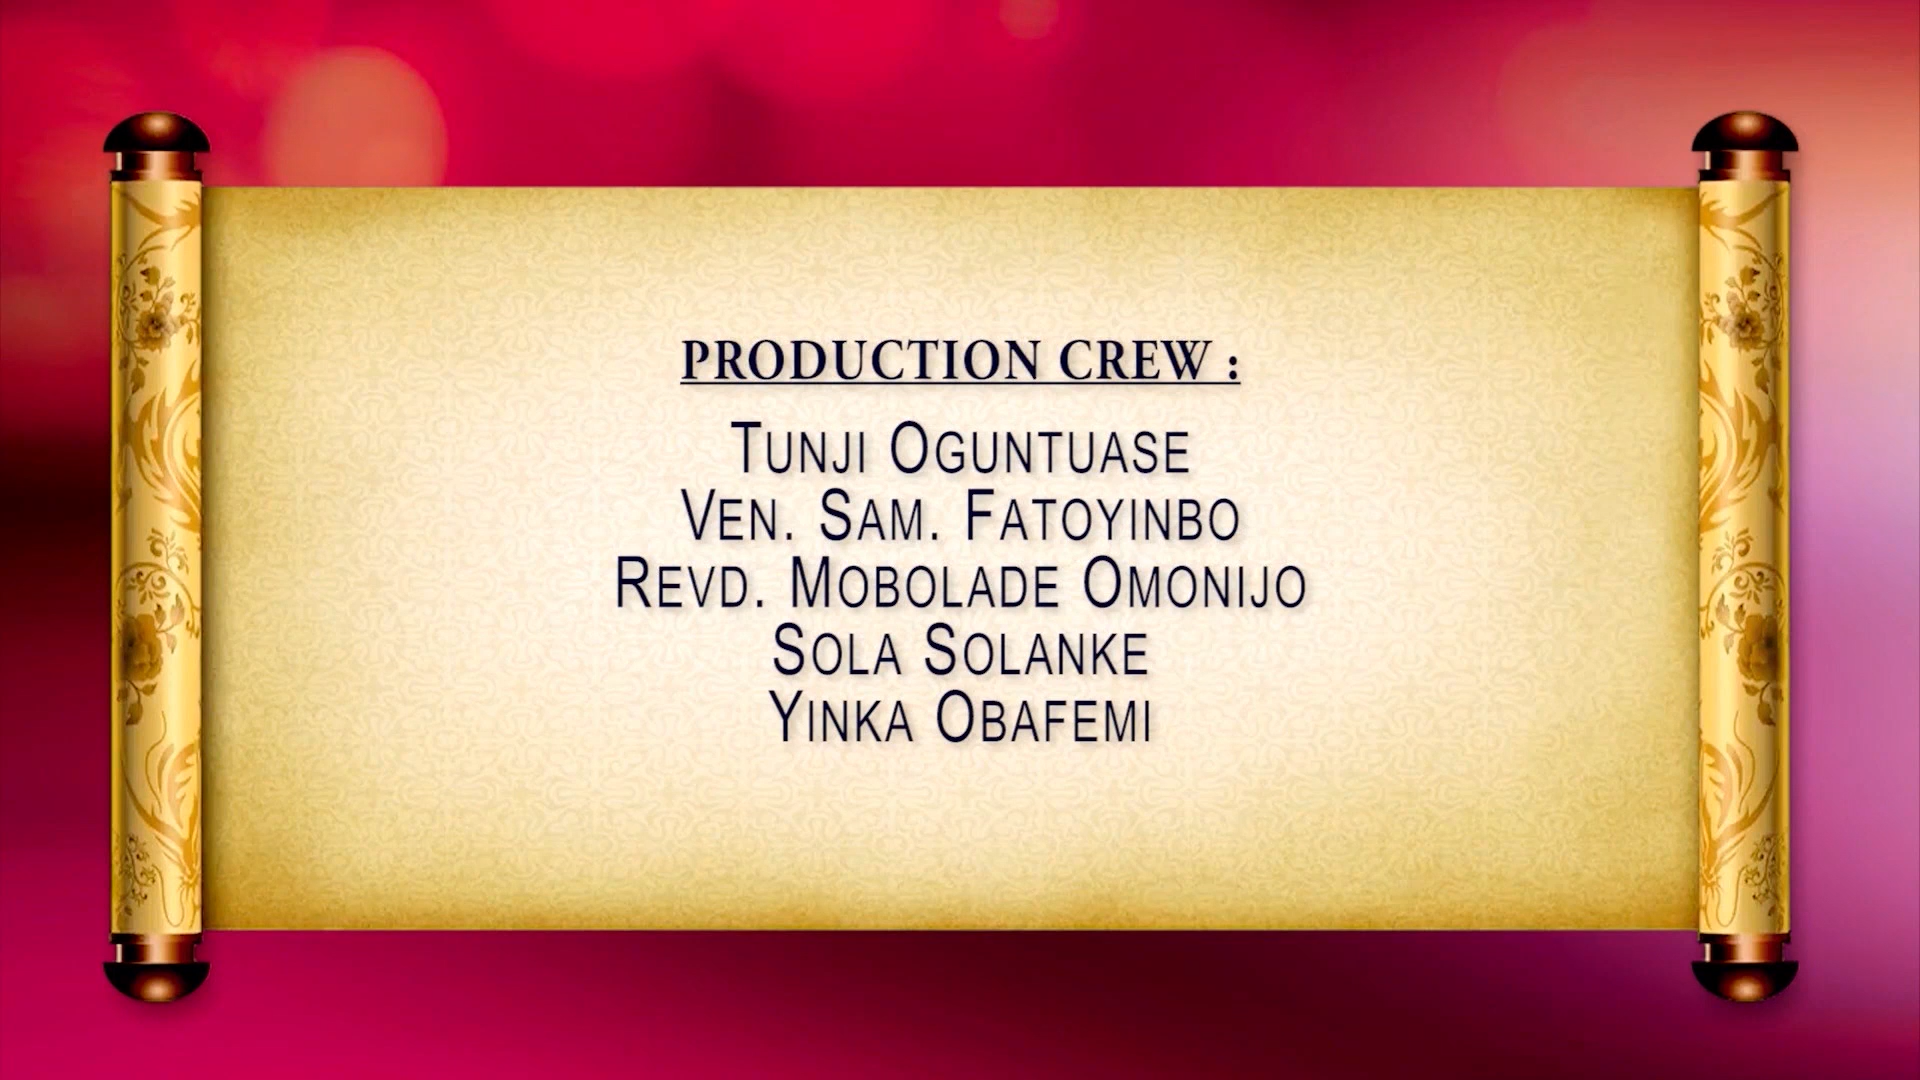 PRODUCTION CREW :
TUNJI OGUNTUASE
VEN. SAM. FATOYINBO
REVD. MOBOLADE OMONIJO
SOLA SOLANKE
YINKA OBAFEMI